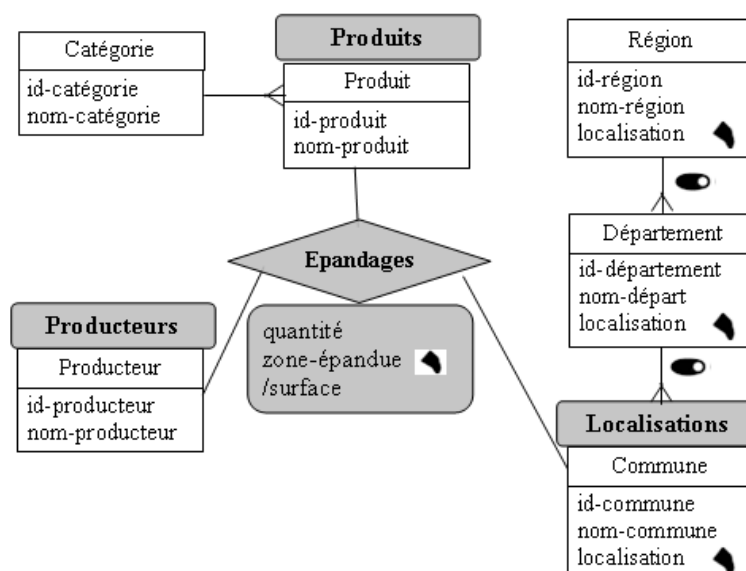 Produits
Catégorie
id-catégorie
nom-catégorie
Produit
id-produit
nom-produit
Région
id-région
nom-région
localisation
Département
id-département
nom-départ
localisation
Epandages
quantité
zone-épandue
/surface
Producteurs
Producteur
id-producteur
nom-producteur
Localisations
Commune
id-commune
nom-commune
localisation